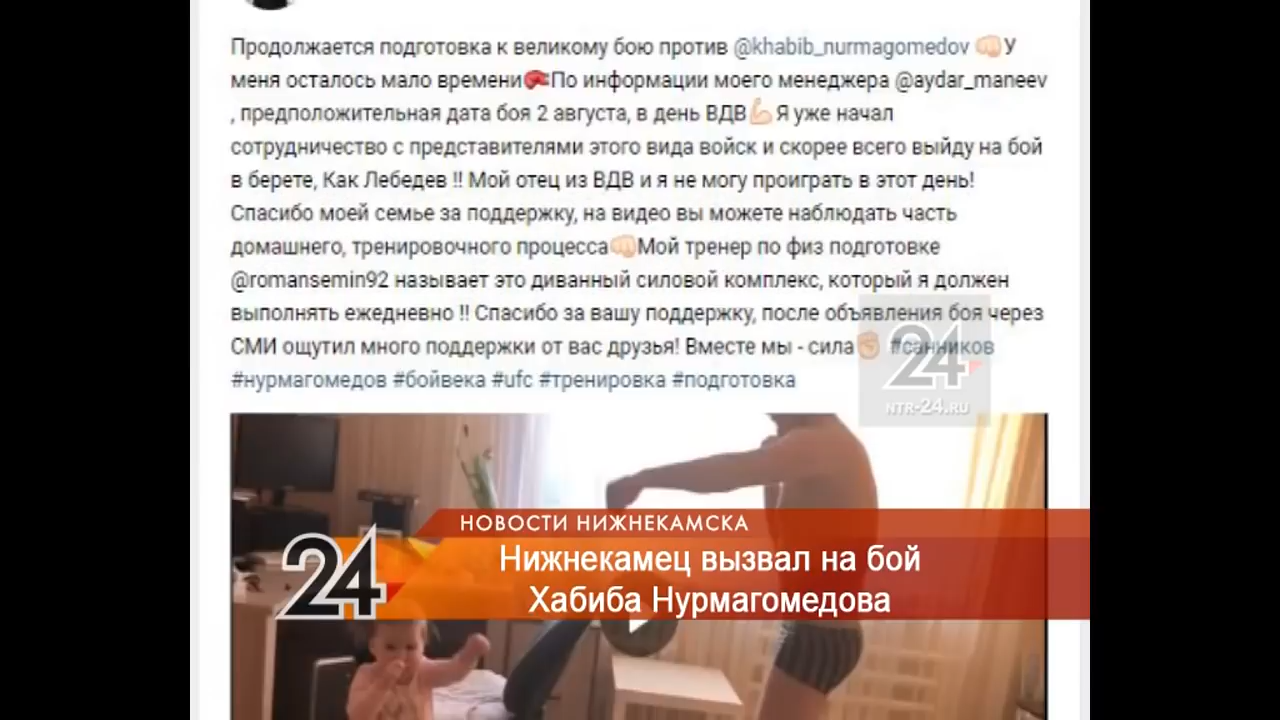 Продолжается подготовка к великому бою против @khabib_nurmagomedov 👊🏻У
меня осталось мало времени🥊По информации моего менеджера @aydar_maneev
, предположительная дата боя 2 августа, в день ВДВ💪🏻Я уже начал
сотрудничество с представителями этого вида войск и скорее всего выйду на бой
в берете, Как Лебедев !! Мой отец из ВДВ и я не могу проиграть в этот день!
Спасибо моей семье за поддержку, на видео вы можете наблюдать часть
домашнего, тренировочного процесса👊🏻Мой тренер по физ подготовке
@romansemin92 называет это диванный силовой комплекс, который я должен
выполнять ежедневно !! Спасибо за вашу поддержку, после объявления боя через
СМИ ощутил много поддержки от вас друзья! Вместе мы - сила✊🏻 #санников
#нурмагомедов #бойвека #ufc #тренировка #подготовка
24
NTR-24.RU
НОВОСТИ НИЖНЕКАМСКА
24
Нижнекамец вызвал на бой
Хабиба Нурмагомедова